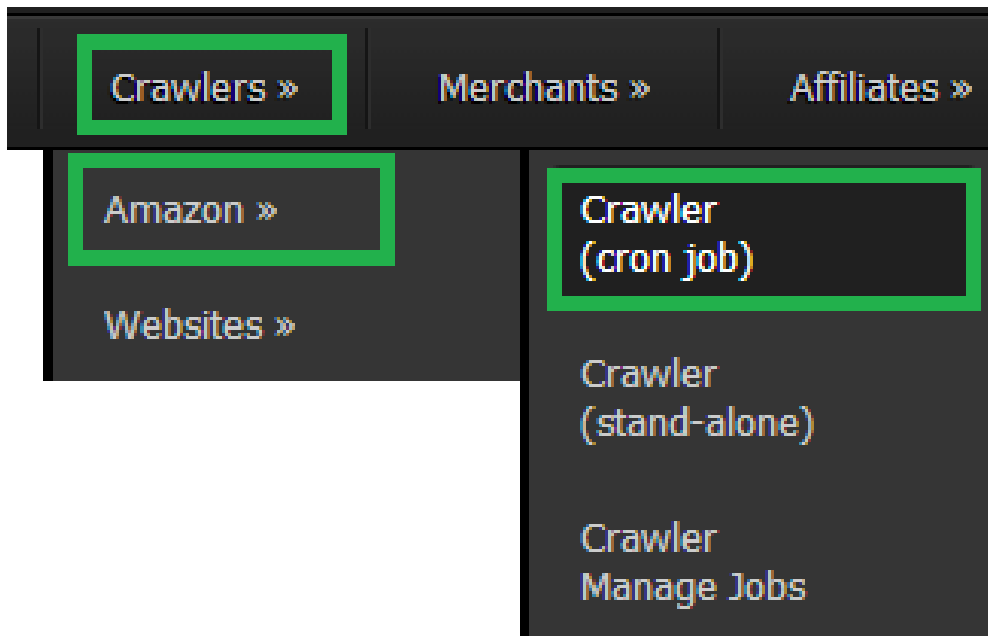 Crawlers » Merchants » Affiliates »
Amazon »
Websites »
Crawler
(cron job)
Crawler
(stand-alone)
Crawler
Manage Jobs